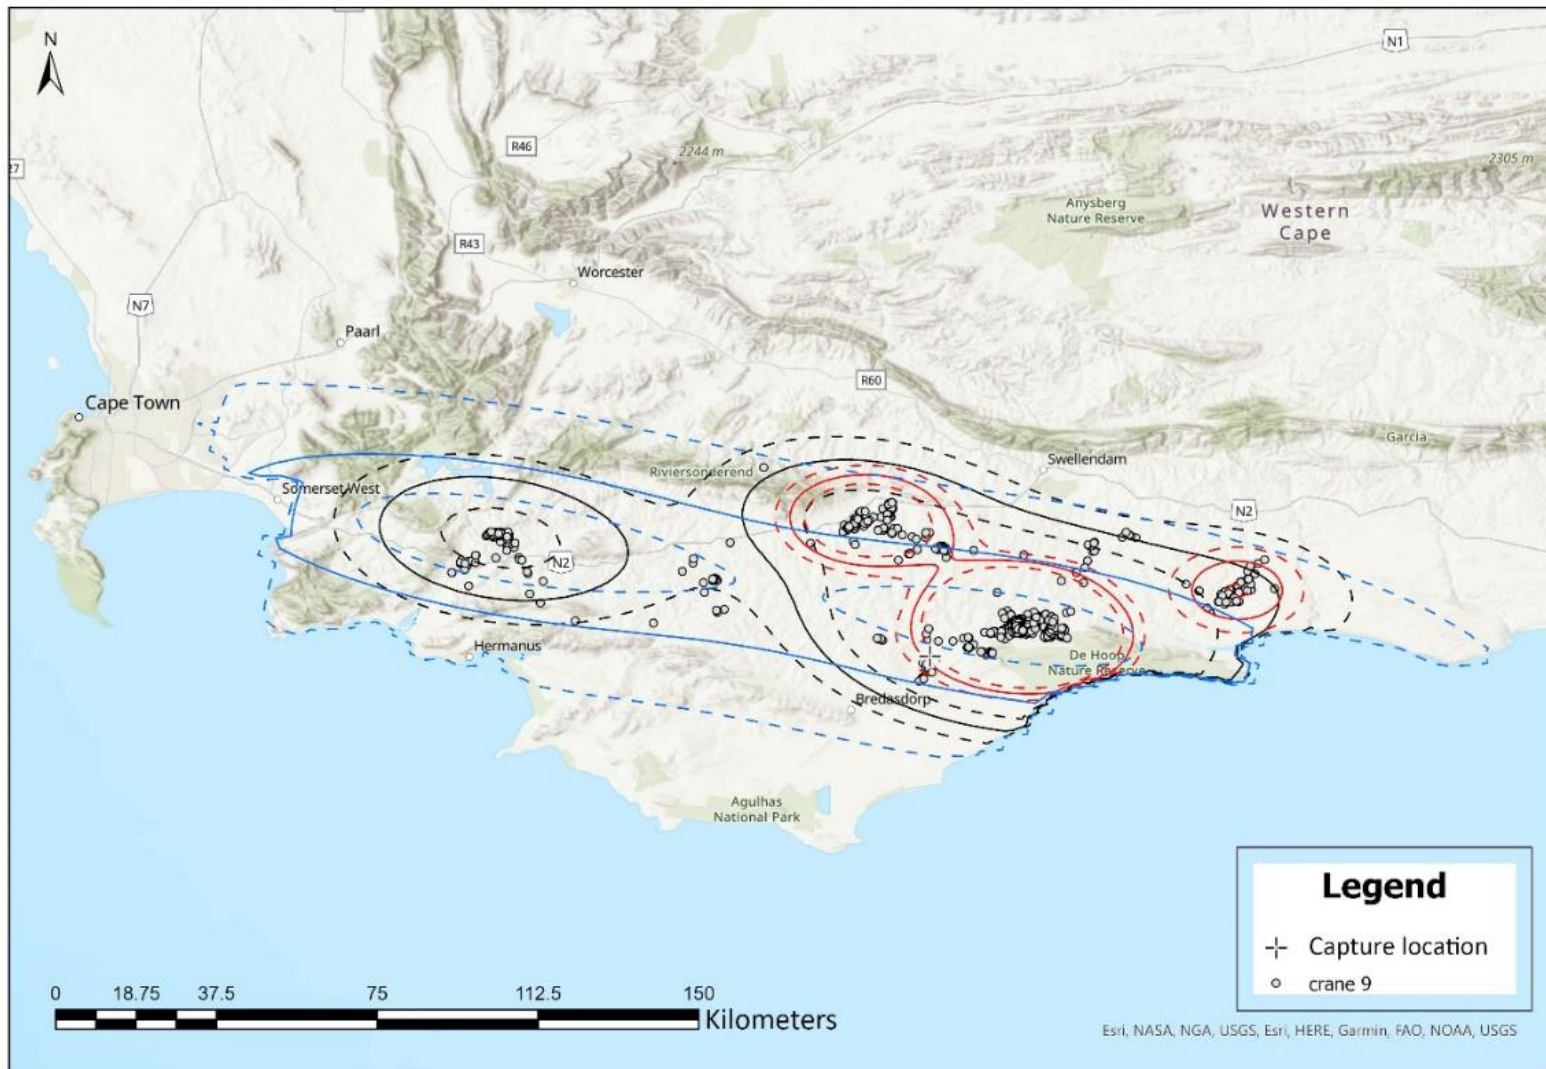 N
N1
R46
2244 m
2305 m
27
Anysberg
Nature Reserve
Western
Cape
R43
Worcester
N7
Paarl
R60
Cape Town
Garcia
Swellendam
Riviersonderend
Somerset West
N2
N2
Hermanus
De Hoop
Nature Reserve
Bredasdorp
Agulhas
National Park
Legend
Capture location
crane 9
0 18.75 37.5 75 112.5 150
Kilometers
Esri, NASA, NGA, USGS, Esri, HERE, Garmin, FAO, NOAA, USGS